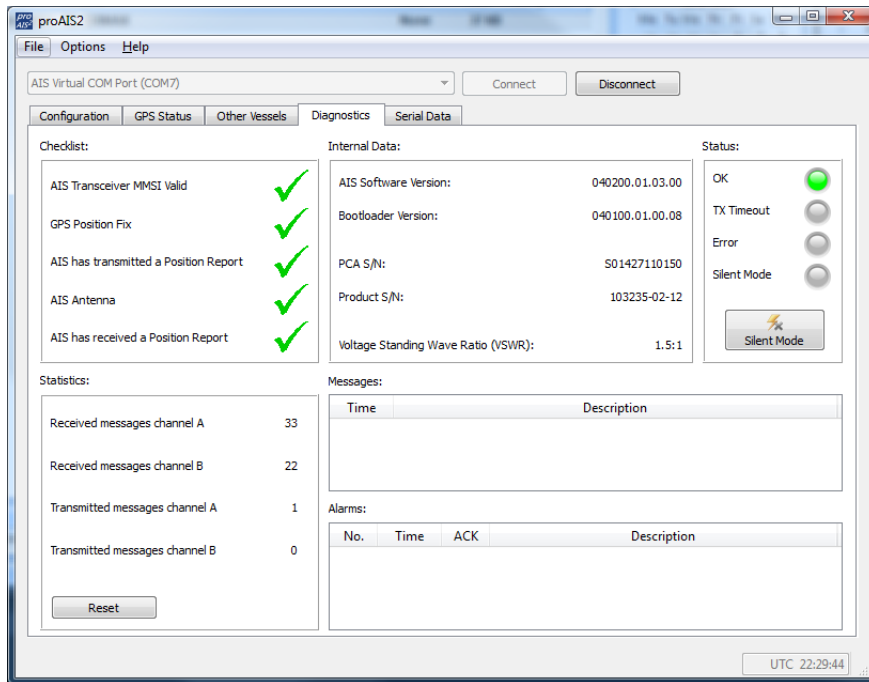 pro AIS² proAIS2
File Options Help
AIS Virtual COM Port (COM7) Connect Disconnect
Configuration GPS Status Other Vessels Diagnostics Serial Data
Checklist:
AIS Transceiver MMSI Valid
GPS Position Fix
AIS has transmitted a Position Report
AIS Antenna
AIS has received a Position Report
Internal Data:
AIS Software Version: 040200.01.03.00
Bootloader Version: 040100.01.00.08
PCA S/N: S01427110150
Product S/N: 103235-02-12
Voltage Standing Wave Ratio (VSWR): 1.5:1
Status:
OK
TX Timeout
Error
Silent Mode
Silent Mode
Statistics:
Received messages channel A 33
Received messages channel B 22
Transmitted messages channel A 1
Transmitted messages channel B 0
Reset
Messages:
Time Description
Alarms:
No. Time ACK Description
UTC 22:29:44